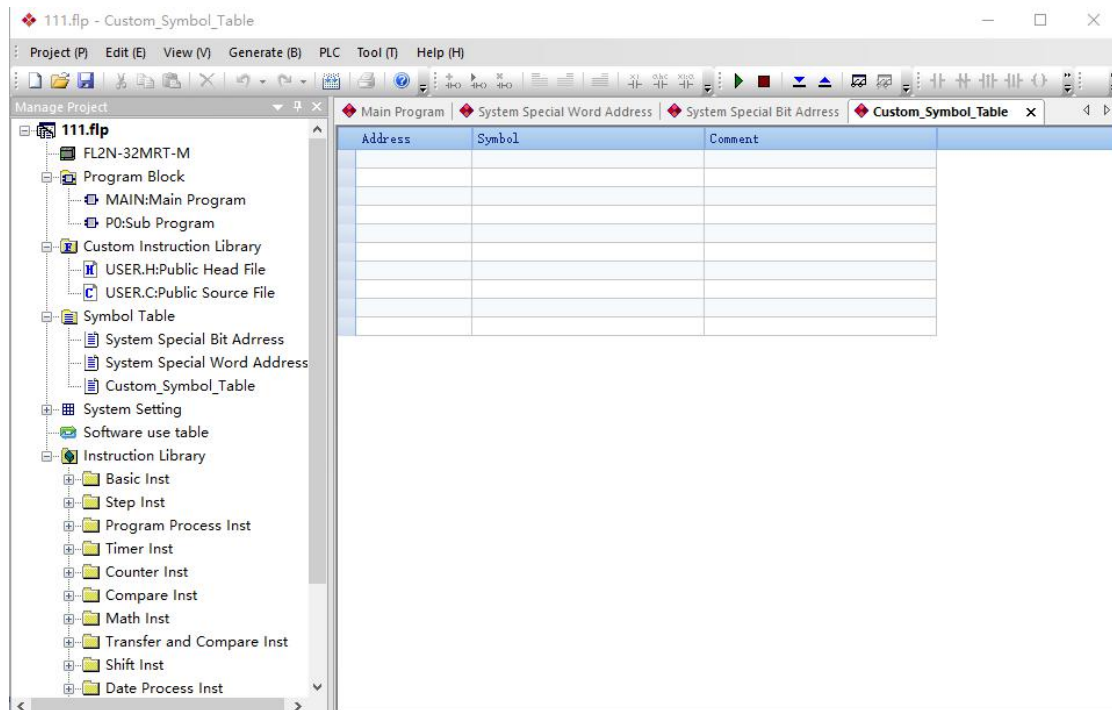 111.flp - Custom_Symbol_Table
Project (P) Edit (E) View (V) Generate (B) PLC Tool (T) Help (H)
Manage Project
Main Program System Special Word Address System Special Bit Adrress Custom_Symbol_Table
111.flp
FL2N-32MRT-M
Program Block
MAIN:Main Program
P0:Sub Program
Custom Instruction Library
USER.H:Public Head File
USER.C:Public Source File
Symbol Table
System Special Bit Adrress
System Special Word Address
Custom_Symbol_Table
System Setting
Software use table
Instruction Library
Basic Inst
Step Inst
Program Process Inst
Timer Inst
Counter Inst
Compare Inst
Math Inst
Transfer and Compare Inst
Shift Inst
Date Process Inst
Address Symbol Comment